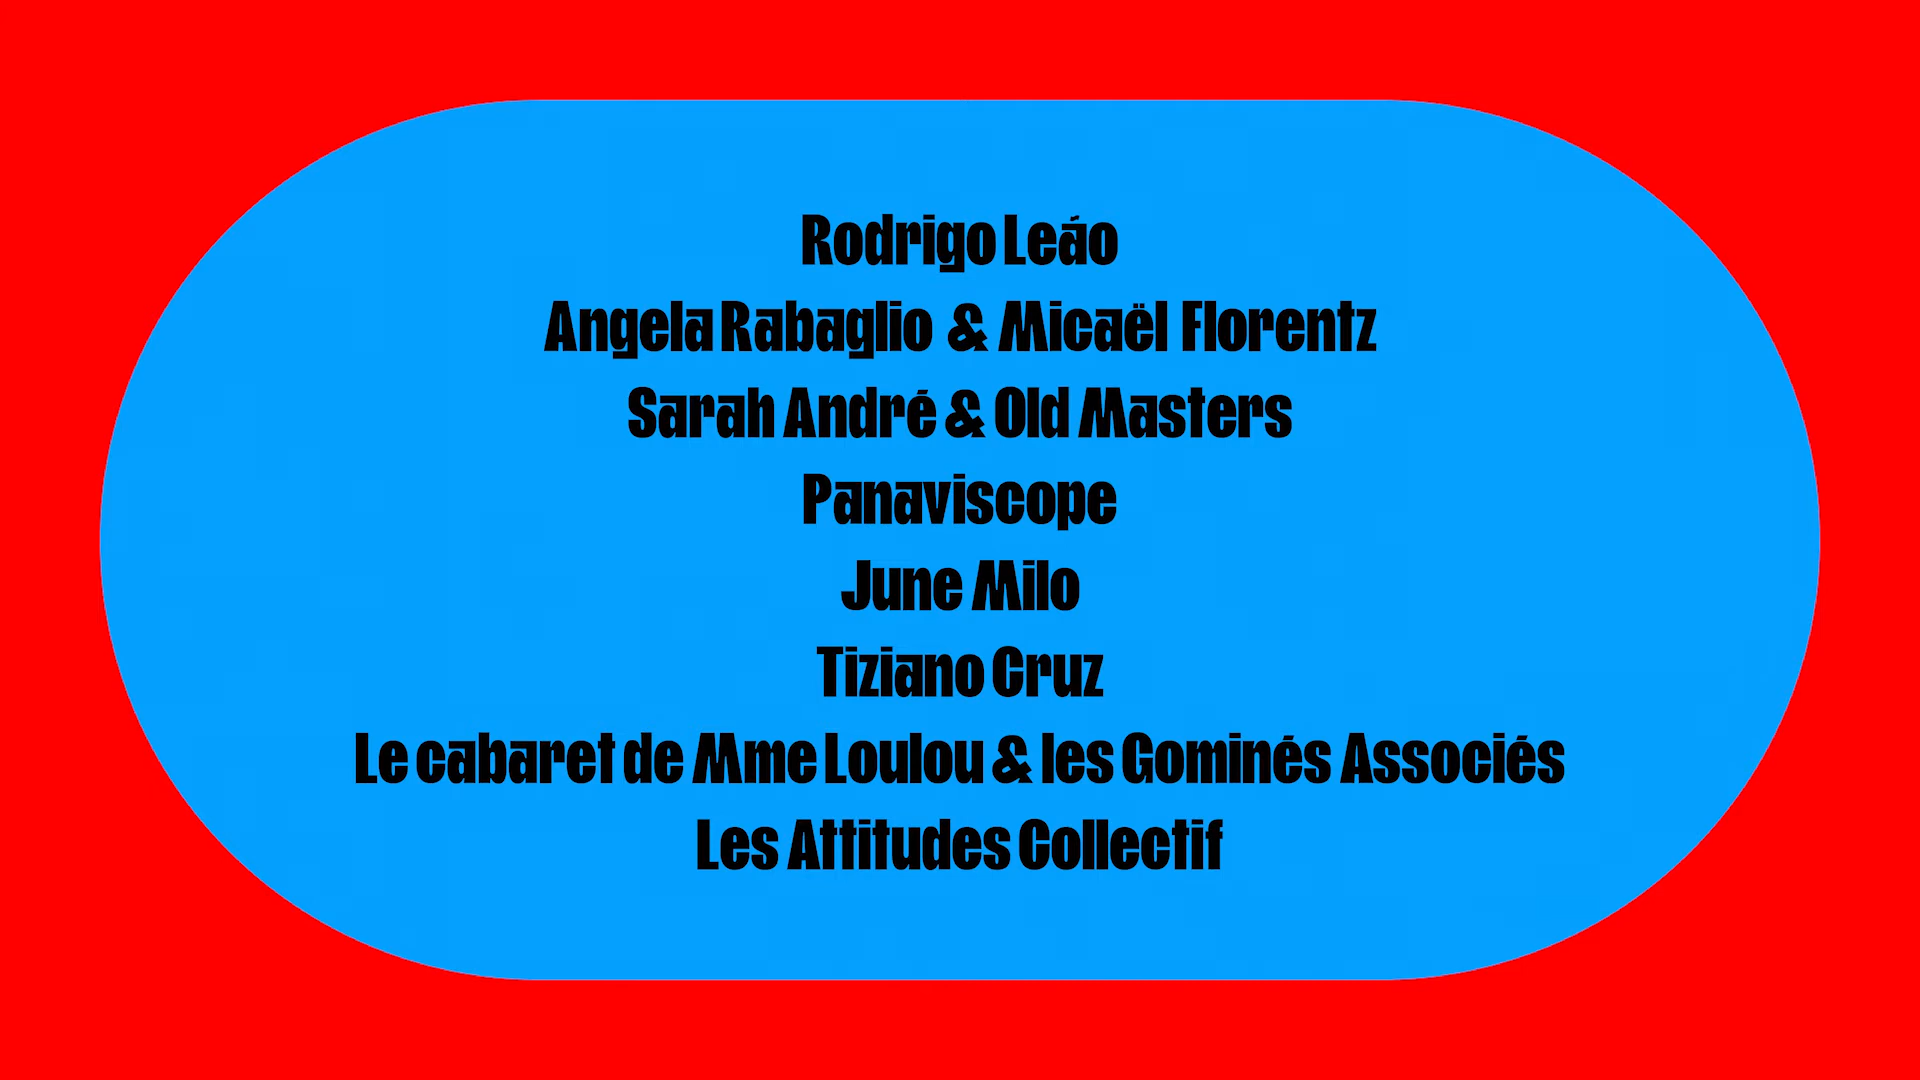 Rodrigo Leão
Angela Rabaglio & Micaël Florentz
Sarah André & Old Masters
Panaviscope
June Milo
Tiziano Cruz
Le cabaret de Mme Loulou & les Gominés Associés
Les Attitudes Collectif